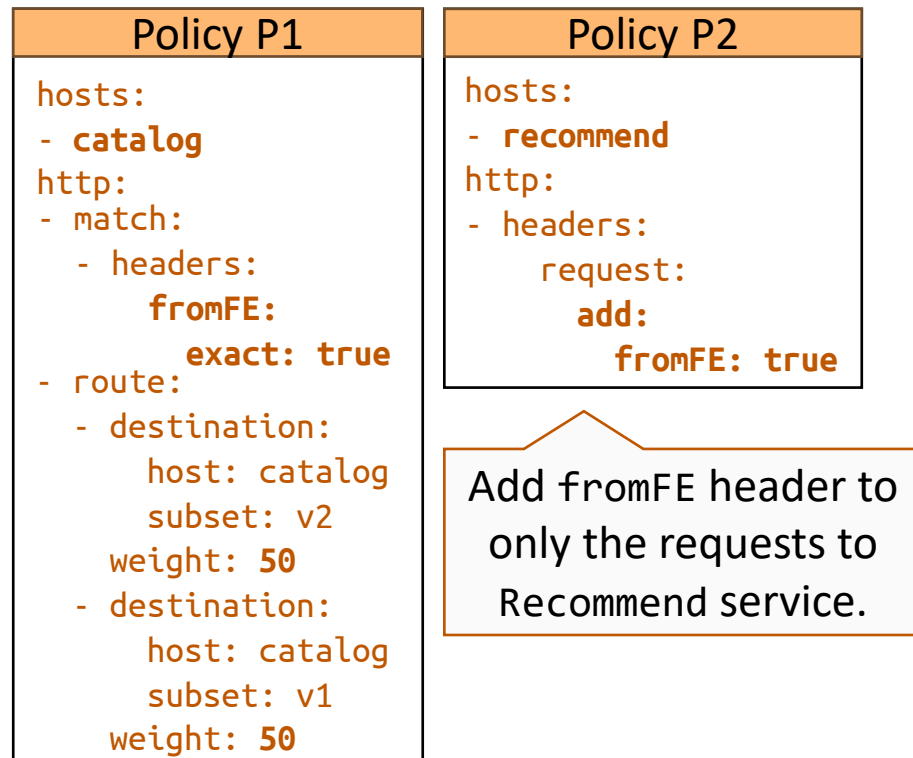 Policy P1
hosts:
- catalog
http:
- match:
- headers:
fromFE:
exact: true
- route:
- destination:
host: catalog
subset: v2
weight: 50
- destination:
host: catalog
subset: v1
weight: 50
Policy P2
hosts:
- recommend
http:
- headers:
request:
add:
fromFE: true
Add fromFE header to
only the requests to
Recommend service.